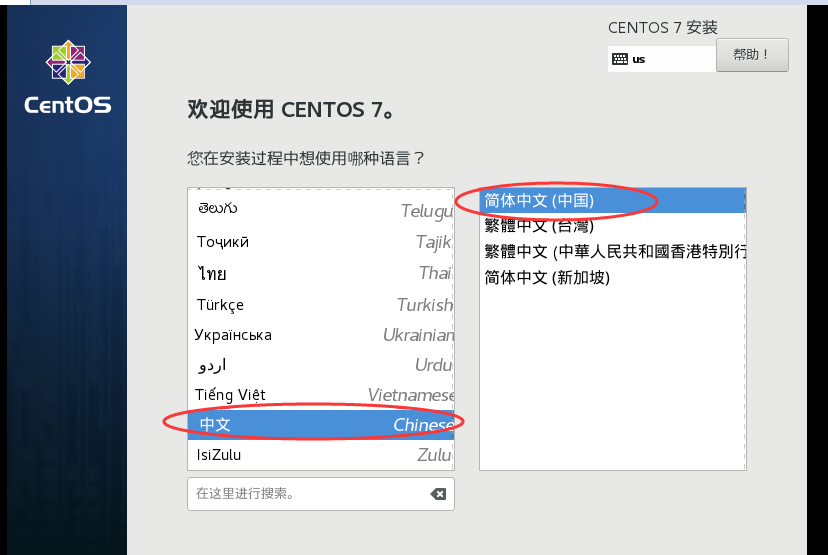 CENTOS 7 安装
us
帮助！
CentOS
欢迎使用 CENTOS 7。
您在安装过程中想使用哪种语言？
తెలుగు Telugu
Тоҷикӣ Tajik
ไทย Thai
Türkçe Turkish
Українська Ukrainian
اردو Urdu
Tiếng Việt Vietnamese
中文 Chinese
IsiZulu Zulu
在这里进行搜索。
简体中文 (中国)
繁體中文 (台灣)
繁體中文 (中華人民共和國香港特別行
简体中文 (新加坡)